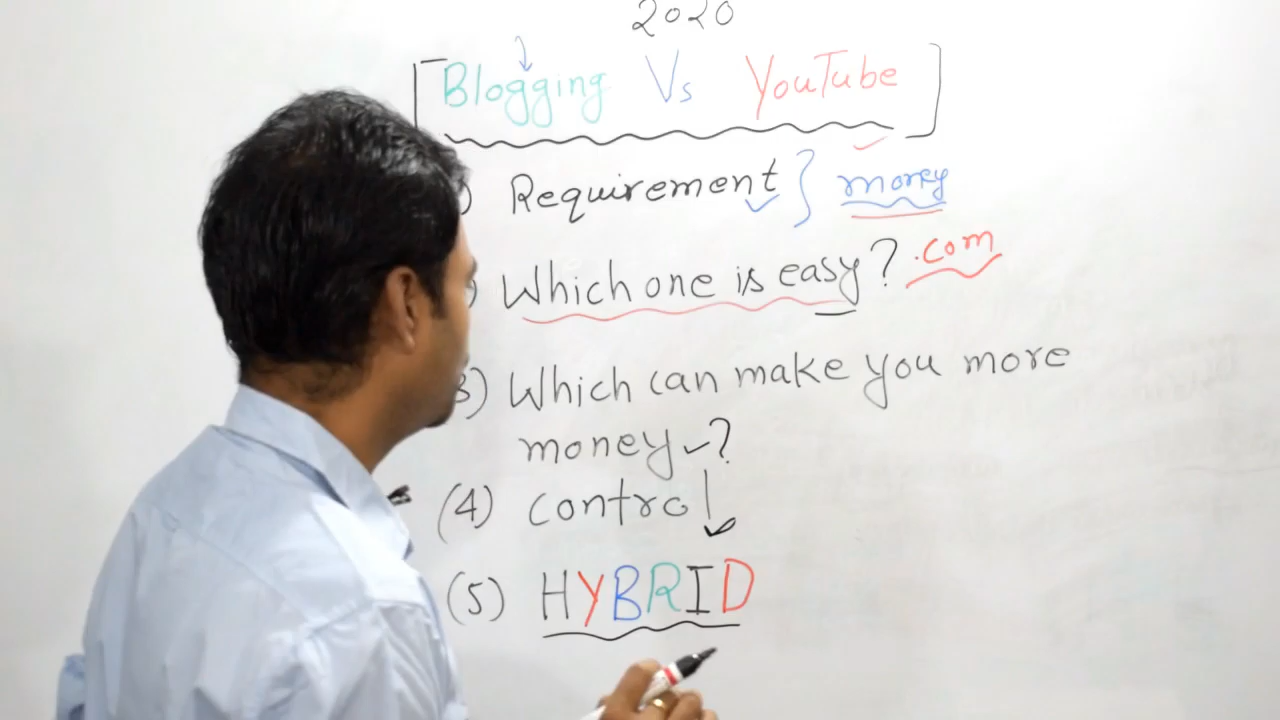 2020
Blogging Vs YouTube
) Requirement } money
) Which one is easy? .com
3) Which can make you more
money ?
(4) control
(5) HYBRID